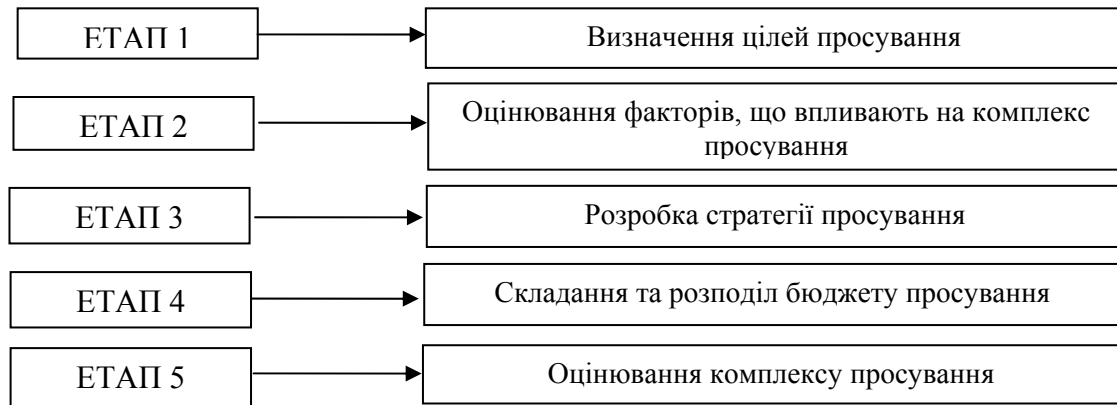 ЕТАП 1
Визначення цілей просування
ЕТАП 2
Оцінювання факторів, що впливають на комплекс
просування
ЕТАП 3
Розробка стратегії просування
ЕТАП 4
Складання та розподіл бюджету просування
ЕТАП 5
Оцінювання комплексу просування